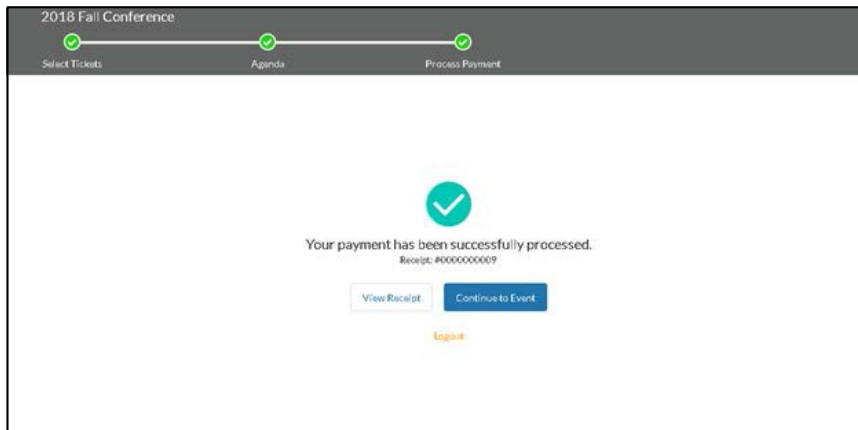 2018 Fall Conference
Select Tickets Agenda Process Payment
Your payment has been successfully processed.
Receipt: #0000000009
View Receipt Continue to Event
Logout